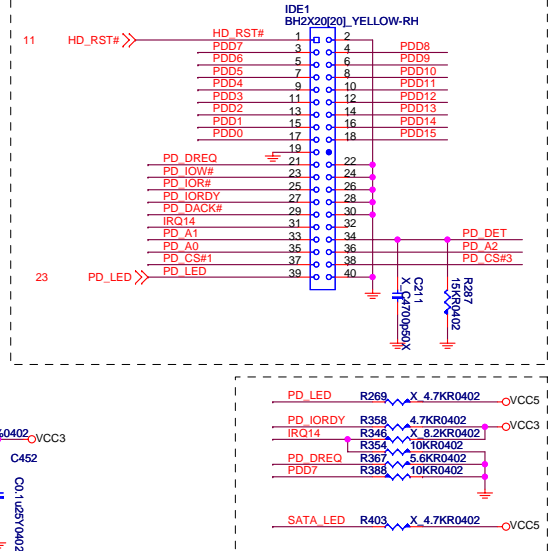 IDE1
BH2X20[20]_YELLOW-RH
11 HD_RST# HD_RST# 1 2
PDD7 3 4 PDD8
PDD6 5 6 PDD9
PDD5 7 8 PDD10
PDD4 9 10 PDD11
PDD3 11 12 PDD12
PDD2 13 14 PDD13
PDD1 15 16 PDD14
PDD0 17 18 PDD15
19
PD_DREQ 21 22
PD_IOW# 23 24
PD_IOR# 25 26
PD_IORDY 27 28
PD_DACK# 29 30
IRQ14 31 32
PD_A1 33 34 PD_DET
PD_A0 35 36 PD_A2
PD_CS#1 37 38 PD_CS#3
23 PD_LED PD_LED 39 40
C211
X_C4700p50X
R287
15KR0402
PD_LED R269 X_4.7KR0402 VCC5
PD_IORDY R358 4.7KR0402 VCC3
IRQ14 R346 X_8.2KR0402
R354 10KR0402
PD_DREQ R367 5.6KR0402
PDD7 R388 10KR0402
SATA_LED R403 X_4.7KR0402 VCC5
0402 VCC3
C452
C0.1u25Y0402